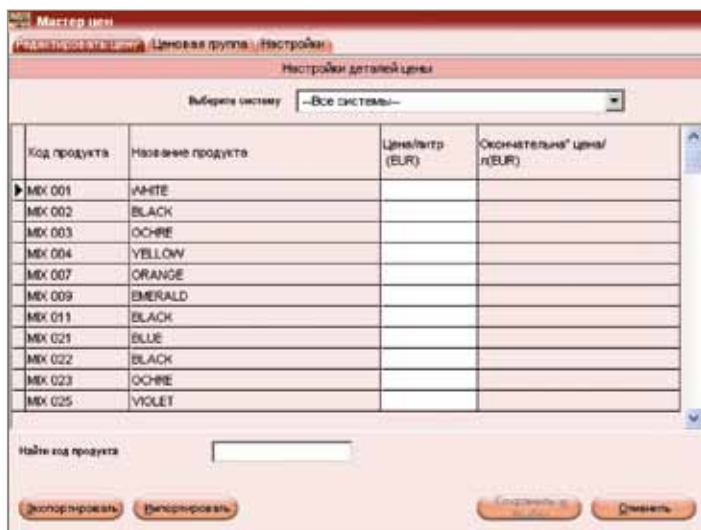 Мастер цен
Редактировать цену Ценовая группа Настройки
Настройки деталей цены
Выберите систему --Все системы--
Код продукта Название продукта Цена/литр (EUR) Окончательна" цена/л(EUR)
MIX 001 WHITE
MIX 002 BLACK
MIX 003 OCHRE
MIX 004 YELLOW
MIX 007 ORANGE
MIX 009 EMERALD
MIX 011 BLACK
MIX 021 BLUE
MIX 022 BLACK
MIX 023 OCHRE
MIX 025 VIOLET
Найти код продукта
Экспортировать Импортировать Отменить